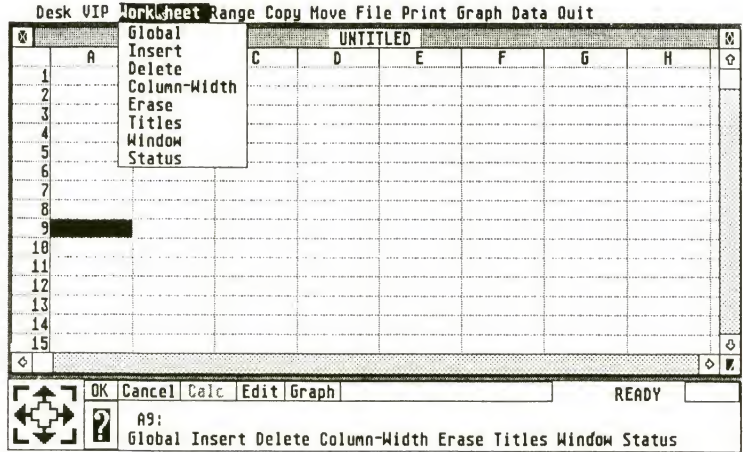 Desk VIP WorkSheet Range Copy Move File Print Graph Data Quit
UNTITLED
Global
Insert
Delete
Column-Width
Erase
Titles
Window
Status
A C D E F G H
1
2
3
4
5
6
7
8
9
10
11
12
13
14
15
OK Cancel Calc Edit Graph READY
? A9:
Global Insert Delete Column-Width Erase Titles Window Status